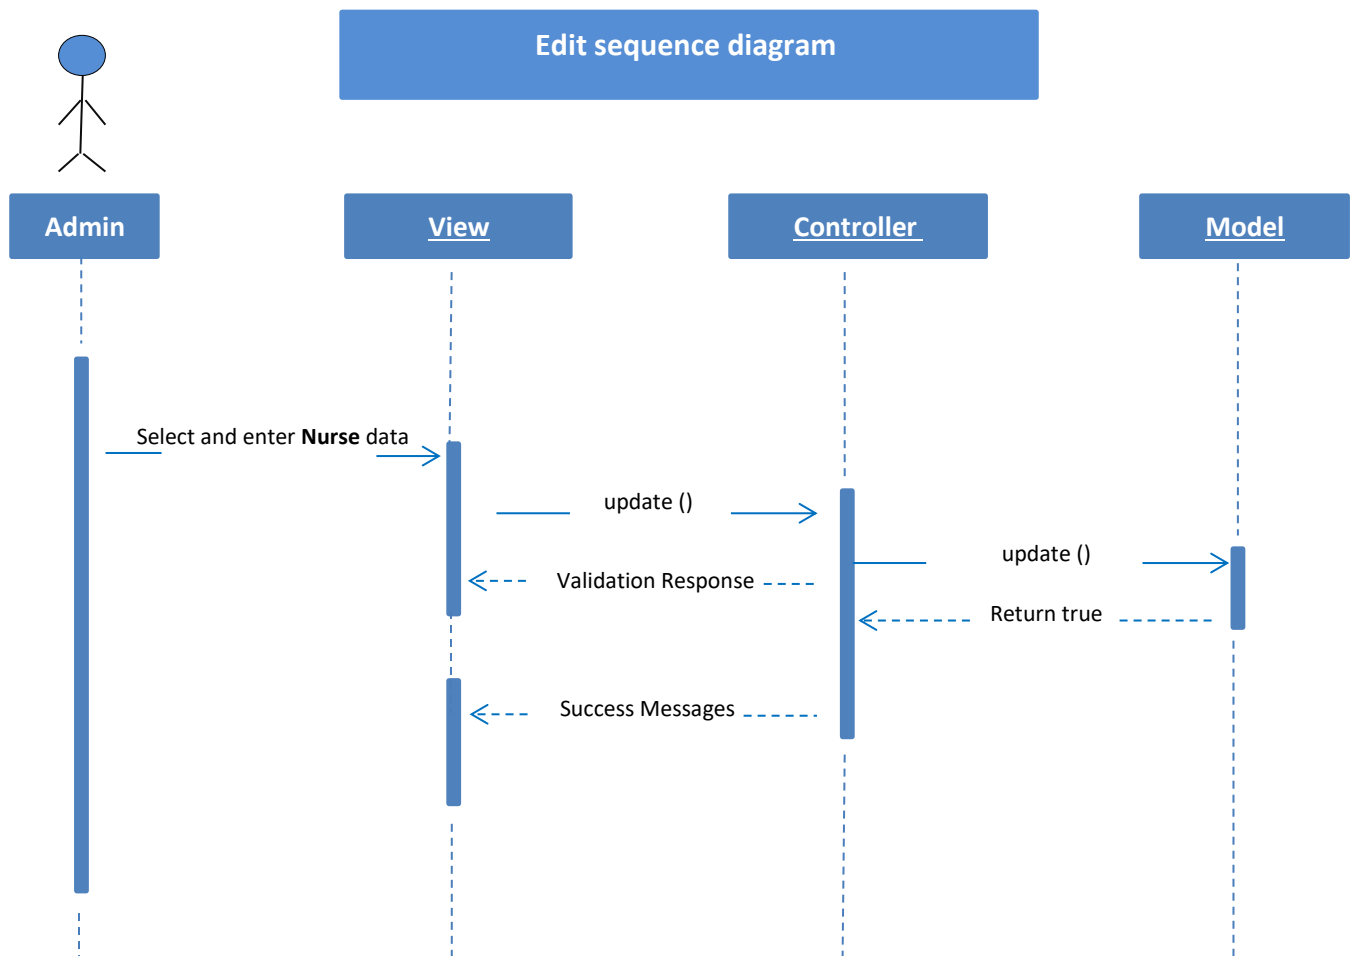 Edit sequence diagram
Admin
View
Controller
Model
Select and enter Nurse data
update ()
update ()
Validation Response
Return true
Success Messages